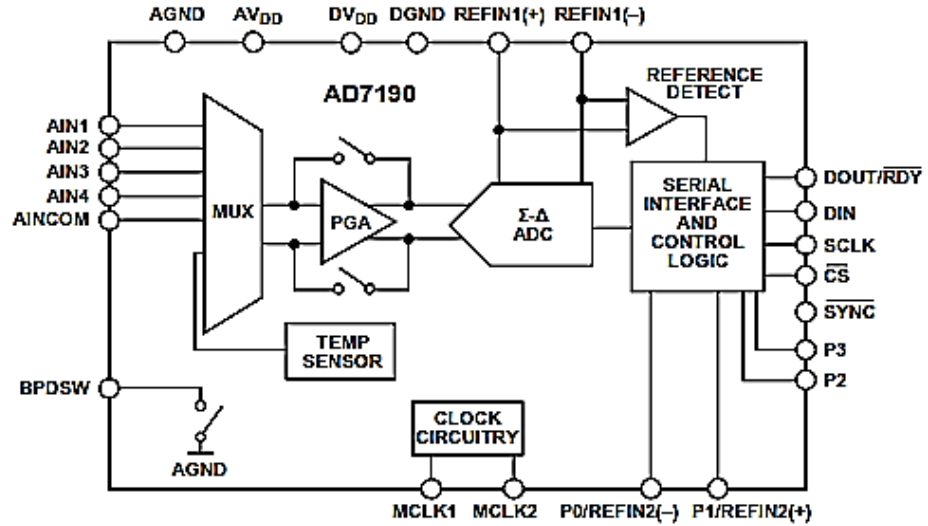 AGND AVDD DVDD DGND REFIN1(+) REFIN1(–)
AD7190
REFERENCE
DETECT
AIN1
AIN2
AIN3
AIN4
AINCOM
MUX
PGA
Σ-Δ
ADC
SERIAL
INTERFACE
AND
CONTROL
LOGIC
DOUT/RDY
DIN
SCLK
CS
SYNC
P3
P2
TEMP
SENSOR
BPDSW
AGND
CLOCK
CIRCUITRY
MCLK1 MCLK2 P0/REFIN2(–) P1/REFIN2(+)